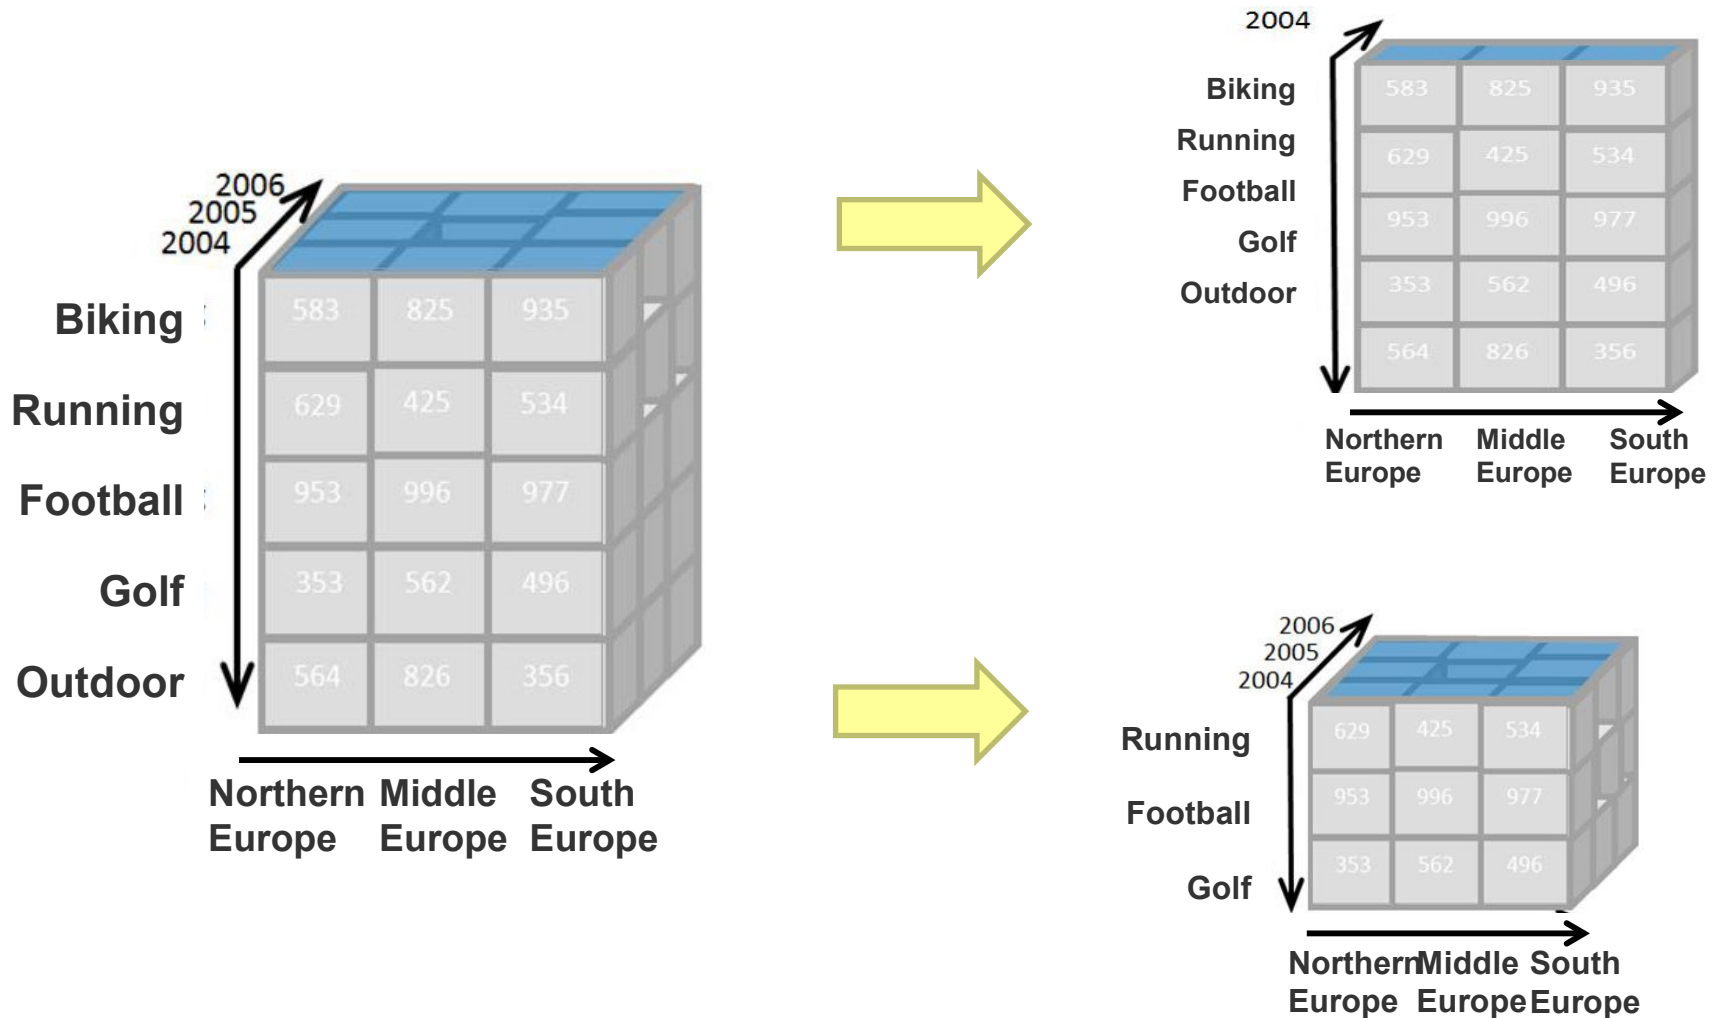 2006
2005
2004
Biking
583 825 935
Running
629 425 534
Football
953 996 977
Golf
353 562 496
Outdoor
564 826 356
Northern Middle South
Europe Europe Europe
2004
Biking
583 825 935
Running
629 425 534
Football
953 996 977
Golf
353 562 496
Outdoor
564 826 356
Northern Middle South
Europe Europe Europe
2006
2005
2004
Running
629 425 534
Football
953 996 977
Golf
353 562 496
Northern Middle South
Europe Europe Europe